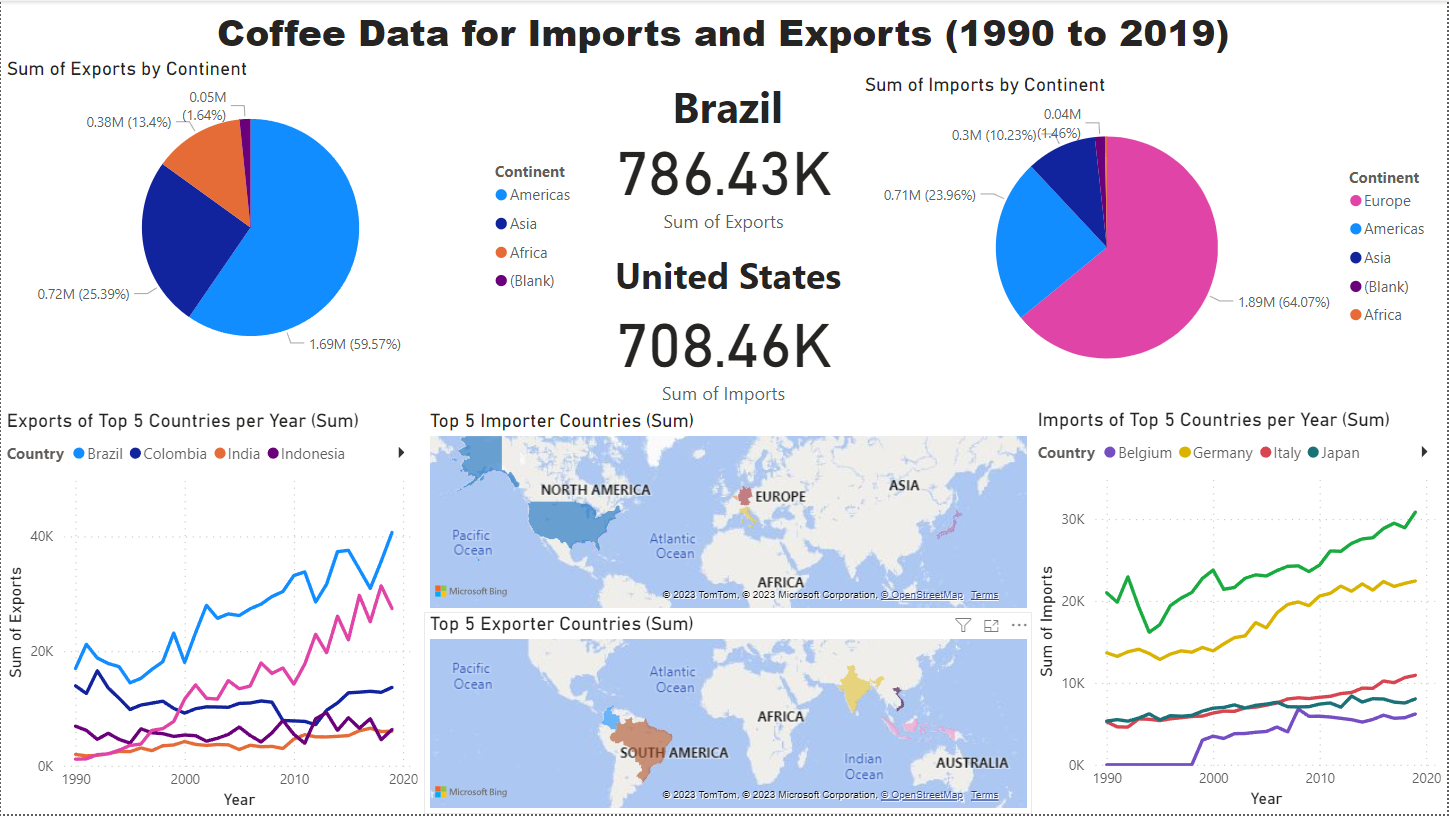 Coffee Data for Imports and Exports (1990 to 2019)
Sum of Exports by Continent
0.05M
(1.64%)
0.38M (13.4%)
0.72M (25.39%)
1.69M (59.57%)
Continent
Americas
Asia
Africa
(Blank)
Brazil
786.43K
Sum of Exports
United States
708.46K
Sum of Imports
Sum of Imports by Continent
0.04M
(1.46%)
0.3M (10.23%)
0.71M (23.96%)
1.89M (64.07%)
Continent
Europe
Americas
Asia
(Blank)
Africa
Exports of Top 5 Countries per Year (Sum)
Country Brazil Colombia India Indonesia
Sum of Exports
40K
20K
0K
1990 2000 2010 2020
Year
Top 5 Importer Countries (Sum)
NORTH AMERICA
EUROPE
ASIA
Pacific
Ocean
Atlantic
Ocean
AFRICA
Microsoft Bing
© 2023 TomTom, © 2023 Microsoft Corporation, © OpenStreetMap Terms
Top 5 Exporter Countries (Sum)
Pacific
Ocean
Atlantic
Ocean
AFRICA
SOUTH AMERICA
Indian
Ocean
AUSTRALIA
Microsoft Bing
© 2023 TomTom, © 2023 Microsoft Corporation, © OpenStreetMap Terms
Imports of Top 5 Countries per Year (Sum)
Country Belgium Germany Italy Japan
Sum of Imports
30K
20K
10K
0K
1990 2000 2010 2020
Year